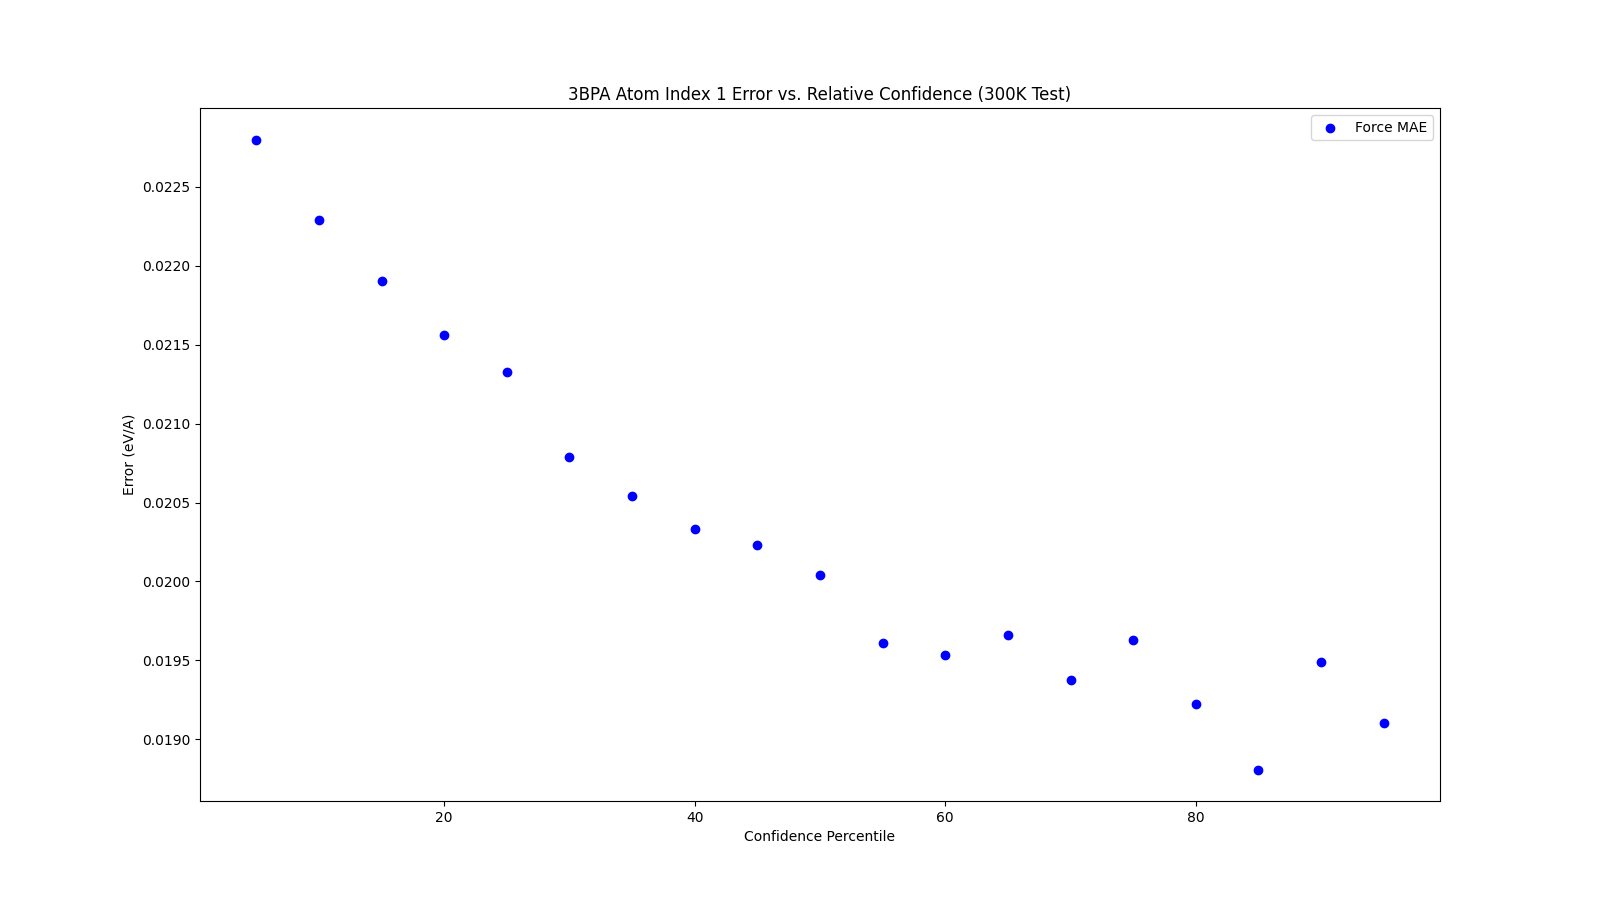 3BPA Atom Index 1 Error vs. Relative Confidence (300K Test)
Force MAE
0.0225
0.0220
0.0215
0.0210
0.0205
0.0200
0.0195
0.0190
Error (eV/A)
20 40 60 80
Confidence Percentile